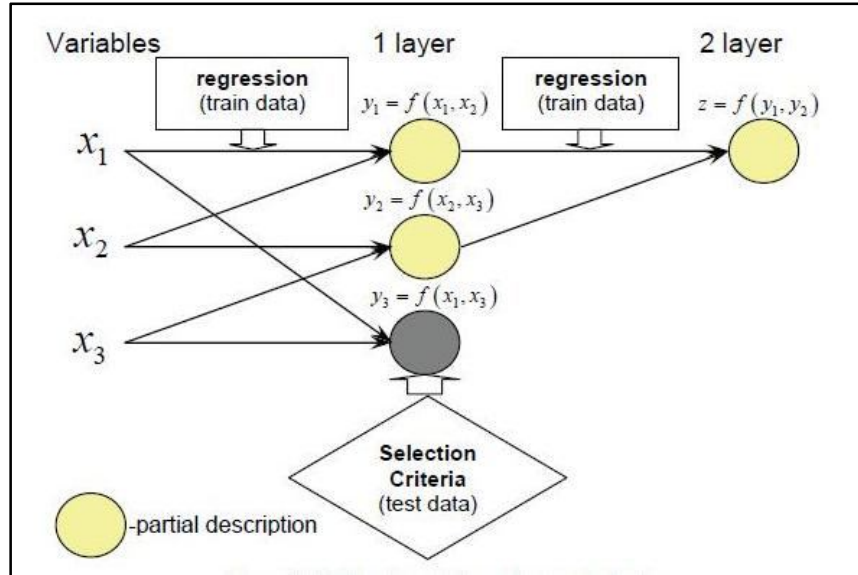 Variables
1 layer
2 layer
regression
(train data)
y₁ = f(x₁, x₂)
regression
(train data)
z = f(y₁, y₂)
x₁
y₂ = f(x₂, x₃)
x₂
y₃ = f(x₁, x₃)
x₃
Selection
Criteria
(test data)
-partial description